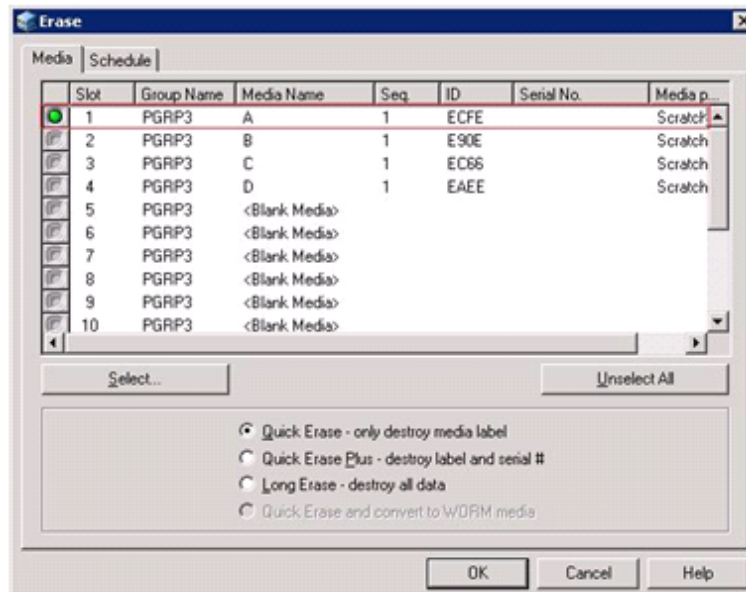 Erase
Media Schedule
Slot Group Name Media Name Seq. ID Serial No. Media p...
1 PGRP3 A 1 ECFE Scratch
2 PGRP3 B 1 E90E Scratch
3 PGRP3 C 1 EC66 Scratch
4 PGRP3 D 1 EAEE Scratch
5 PGRP3 <Blank Media>
6 PGRP3 <Blank Media>
7 PGRP3 <Blank Media>
8 PGRP3 <Blank Media>
9 PGRP3 <Blank Media>
10 PGRP3 <Blank Media>
Select... Unselect All
Quick Erase - only destroy media label
Quick Erase Plus - destroy label and serial #
Long Erase - destroy all data
Quick Erase and convert to WORM media
OK Cancel Help